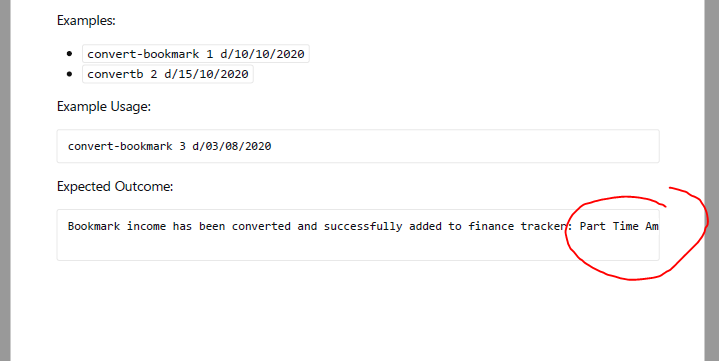 Examples:
convert-bookmark 1 d/10/10/2020
convertb 2 d/15/10/2020
Example Usage:
convert-bookmark 3 d/03/08/2020
Expected Outcome:
Bookmark income has been converted and successfully added to finance tracker: Part Time Am